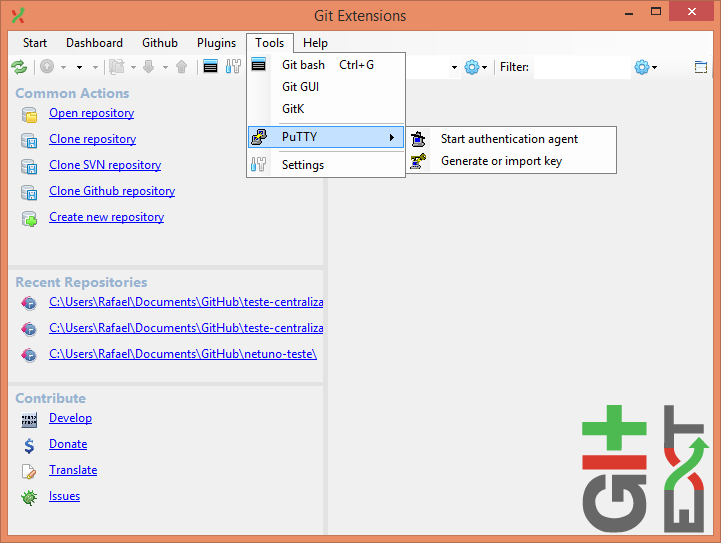 Git Extensions
Start Dashboard Github Plugins Tools Help
Filter:
Git bash Ctrl+G
Git GUI
GitK
PuTTY
Settings
Start authentication agent
Generate or import key
Common Actions
Open repository
Clone repository
Clone SVN repository
Clone Github repository
Create new repository
Recent Repositories
C:\Users\Rafael\Documents\GitHub\teste-centraliza
C:\Users\Rafael\Documents\GitHub\teste-centraliza
C:\Users\Rafael\Documents\GitHub\netuno-teste\
Contribute
Develop
Donate
Translate
Issues
Git
EXT